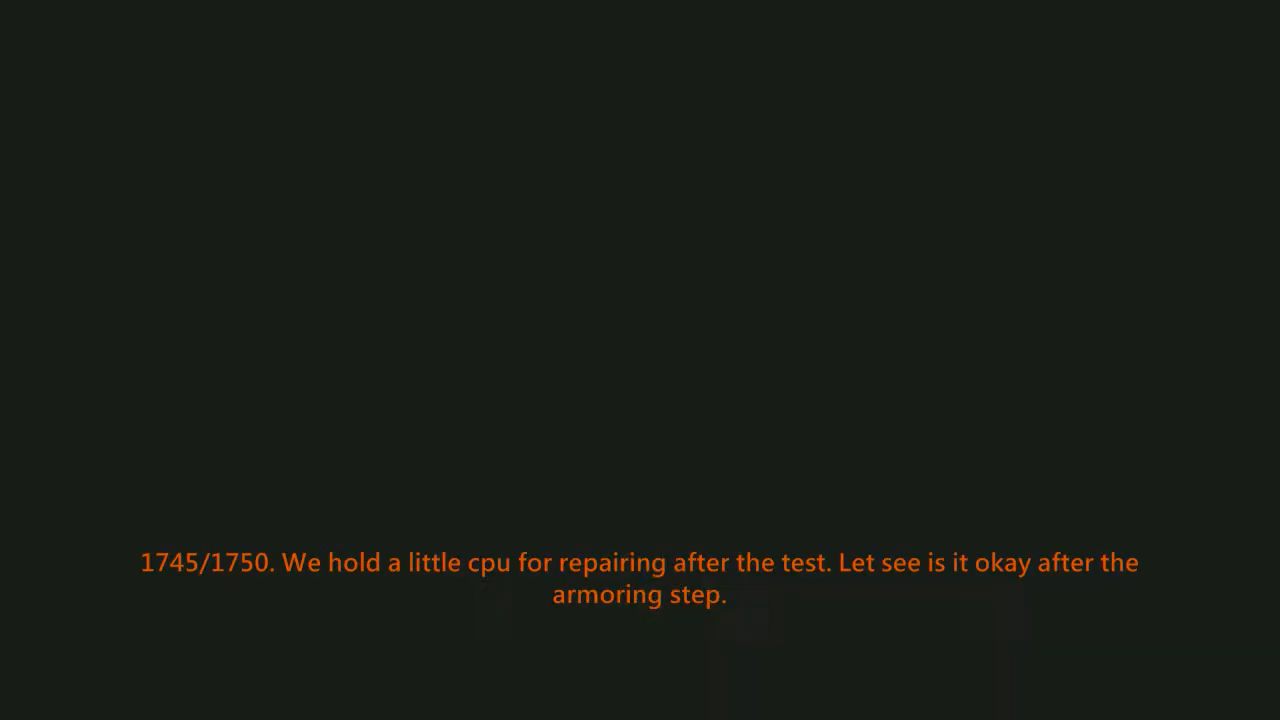 1745/1750. We hold a little cpu for repairing after the test. Let see is it okay after the
armoring step.